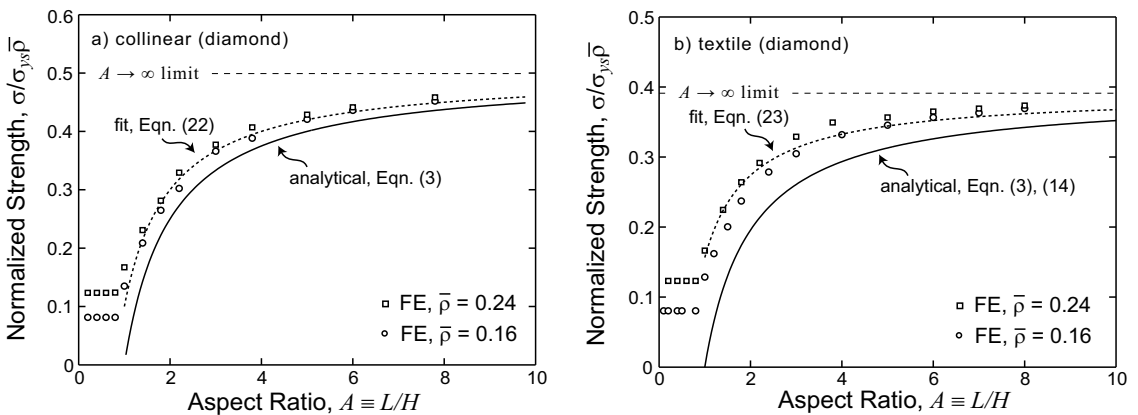 a) collinear (diamond)
A → ∞ limit
fit, Eqn. (22)
analytical, Eqn. (3)
FE, ρ̅ = 0.24
FE, ρ̅ = 0.16
Normalized Strength, σ/σ_ys ρ̅
0.6
0.5
0.4
0.3
0.2
0.1
0
0 2 4 6 8 10
Aspect Ratio, A ≡ L/H
b) textile (diamond)
A → ∞ limit
fit, Eqn. (23)
analytical, Eqn. (3), (14)
FE, ρ̅ = 0.24
FE, ρ̅ = 0.16
Normalized Strength, σ/σ_ys ρ̅
0.5
0.4
0.3
0.2
0.1
0
0 2 4 6 8 10
Aspect Ratio, A ≡ L/H